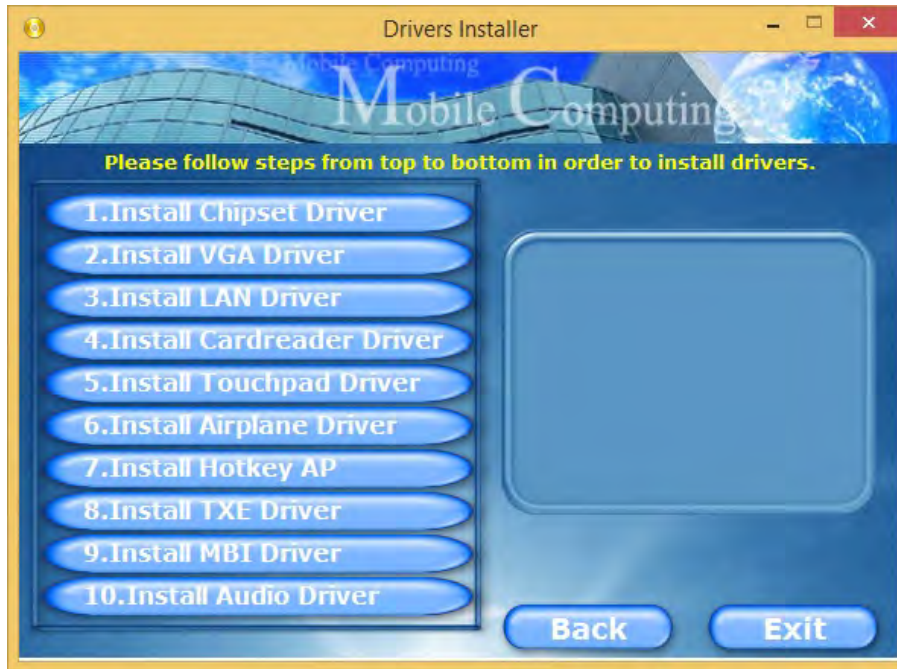 Drivers Installer
Mobile Computing
Mobile Computing
Please follow steps from top to bottom in order to install drivers.
1.Install Chipset Driver
2.Install VGA Driver
3.Install LAN Driver
4.Install Cardreader Driver
5.Install Touchpad Driver
6.Install Airplane Driver
7.Install Hotkey AP
8.Install TXE Driver
9.Install MBI Driver
10.Install Audio Driver
Back
Exit